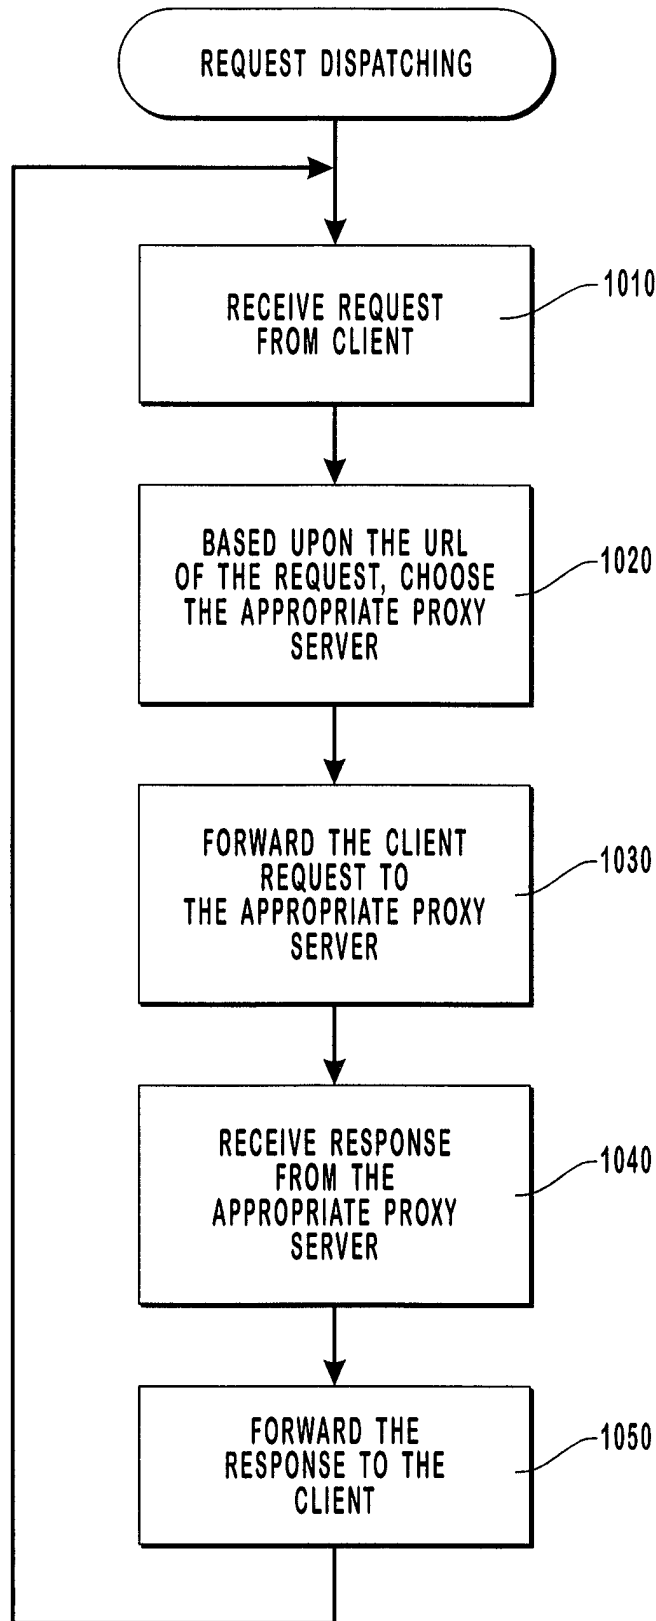 REQUEST DISPATCHING
RECEIVE REQUEST
FROM CLIENT
1010
BASED UPON THE URL
OF THE REQUEST, CHOOSE
THE APPROPRIATE PROXY
SERVER
1020
FORWARD THE CLIENT
REQUEST TO
THE APPROPRIATE PROXY
SERVER
1030
RECEIVE RESPONSE
FROM THE
APPROPRIATE PROXY
SERVER
1040
FORWARD THE
RESPONSE TO THE
CLIENT
1050